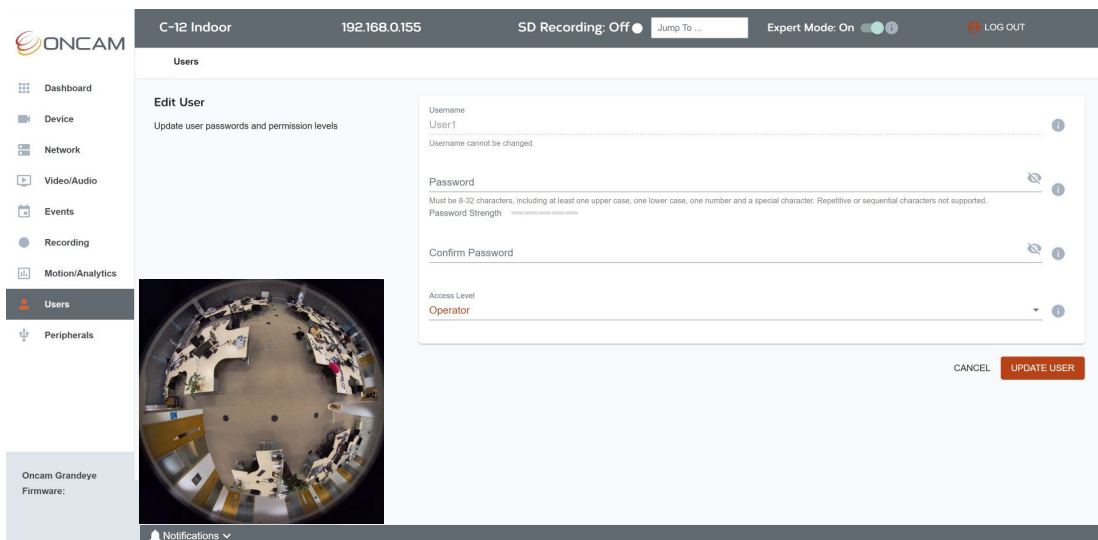 ONCAM
C-12 Indoor
192.168.0.155
SD Recording: Off
Jump To ...
Expert Mode: On
LOG OUT
Users
Dashboard
Device
Network
Video/Audio
Events
Recording
Motion/Analytics
Users
Peripherals
Oncam Grandeye
Firmware:
Edit User
Update user passwords and permission levels
Username
User1
Username cannot be changed
Password
Must be 8-32 characters, including at least one upper case, one lower case, one number and a special character. Repetitive or sequential characters not supported.
Password Strength
Confirm Password
Access Level
Operator
CANCEL
UPDATE USER
Notifications